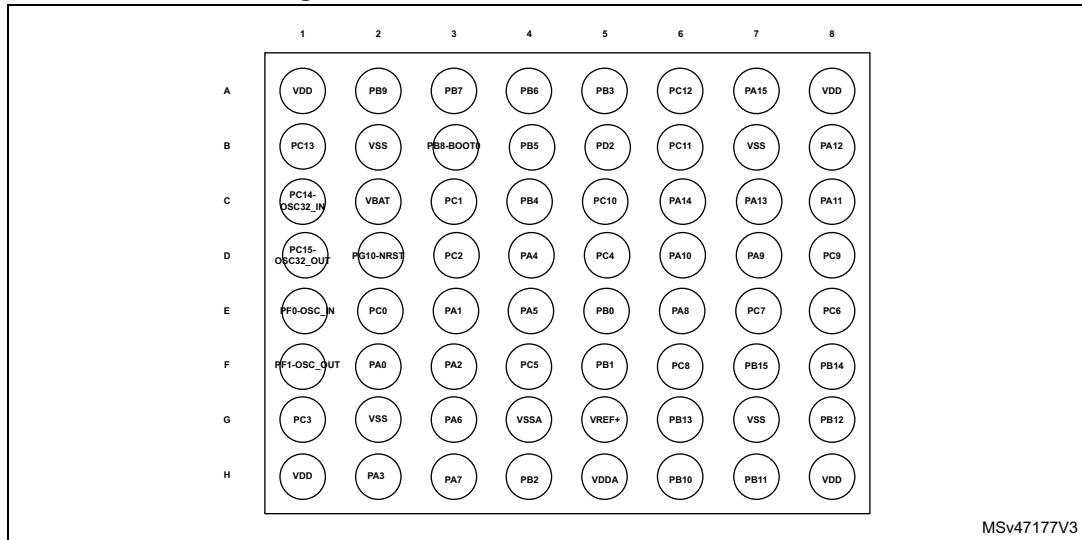 1 2 3 4 5 6 7 8
A VDD PB9 PB7 PB6 PB3 PC12 PA15 VDD
B PC13 VSS PB8-BOOT0 PB5 PD2 PC11 VSS PA12
C PC14-OSC32_IN VBAT PC1 PB4 PC10 PA14 PA13 PA11
D PC15-OSC32_OUT PG10-NRST PC2 PA4 PC4 PA10 PA9 PC9
E PF0-OSC_IN PC0 PA1 PA5 PB0 PA8 PC7 PC6
F PF1-OSC_OUT PA0 PA2 PC5 PB1 PC8 PB15 PB14
G PC3 VSS PA6 VSSA VREF+ PB13 VSS PB12
H VDD PA3 PA7 PB2 VDDA PB10 PB11 VDD
MSv47177V3